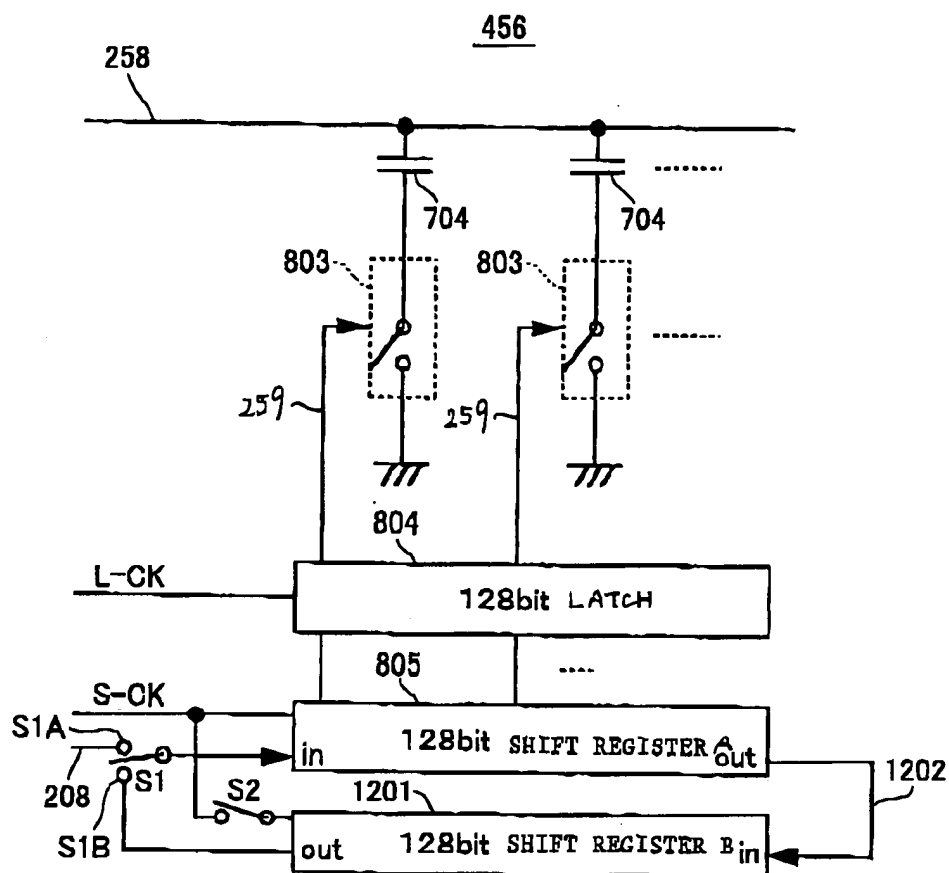 456
258
704
704
803
803
259
259
804
L-CK
128bit LATCH
805
S-CK
S1A
in
128bit SHIFT REGISTER A
out
208
S1
S2
1201
1202
S1B
out
128bit SHIFT REGISTER B
in